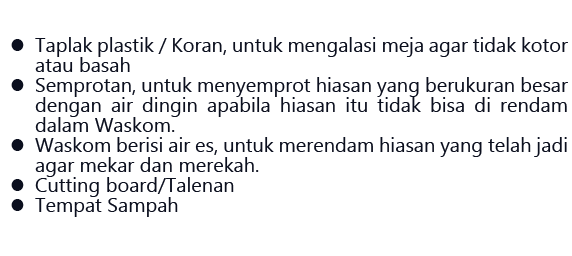 ● Taplak plastik / Koran, untuk mengalasi meja agar tidak kotor
atau basah
● Semprotan, untuk menyemprot hiasan yang berukuran besar
dengan air dingin apabila hiasan itu tidak bisa di rendam
dalam Waskom.
● Waskom berisi air es, untuk merendam hiasan yang telah jadi
agar mekar dan merekah.
● Cutting board/Talenan
● Tempat Sampah